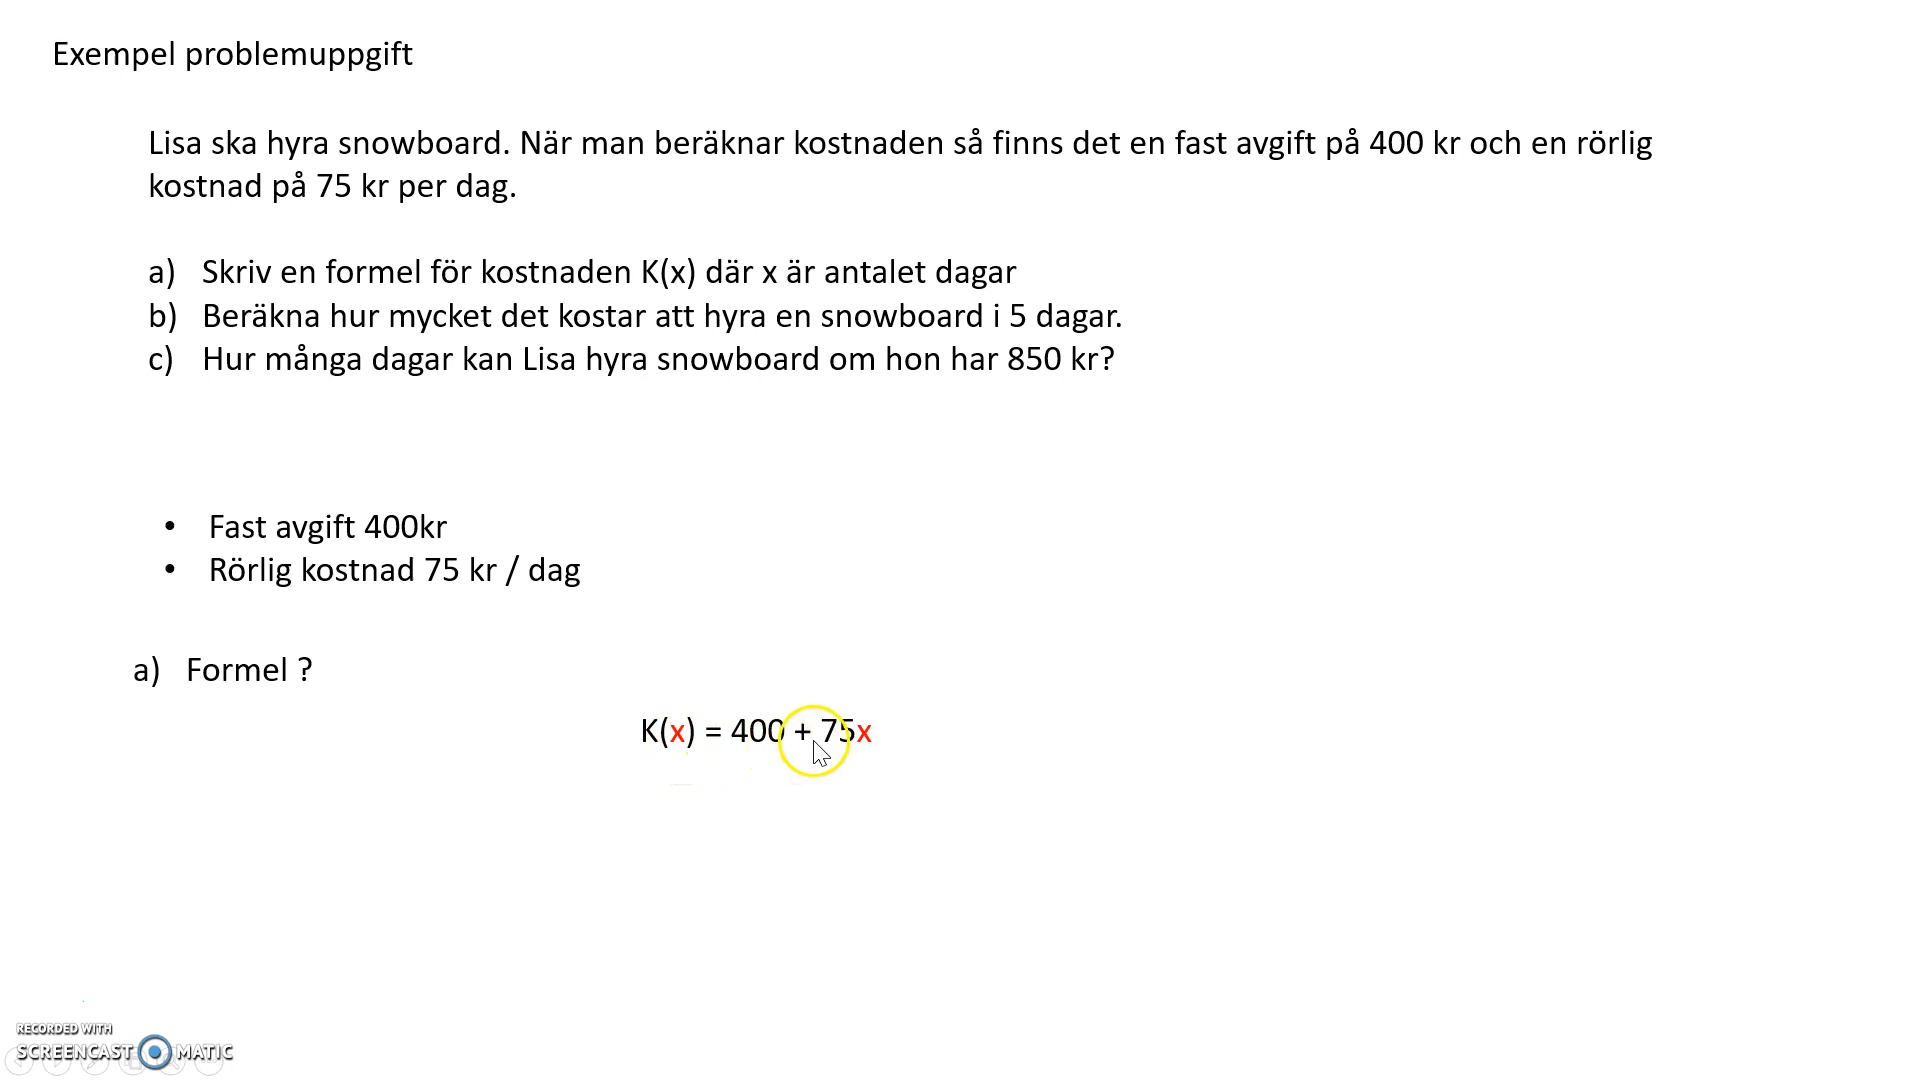 Exempel problemuppgift
Lisa ska hyra snowboard. När man beräknar kostnaden så finns det en fast avgift på 400 kr och en rörlig
kostnad på 75 kr per dag.
a) Skriv en formel för kostnaden K(x) där x är antalet dagar
b) Beräkna hur mycket det kostar att hyra en snowboard i 5 dagar.
c) Hur många dagar kan Lisa hyra snowboard om hon har 850 kr?
• Fast avgift 400kr
• Rörlig kostnad 75 kr / dag
a) Formel ?
K(x) = 400 + 75x
RECORDED WITH
SCREENCAST MATIC